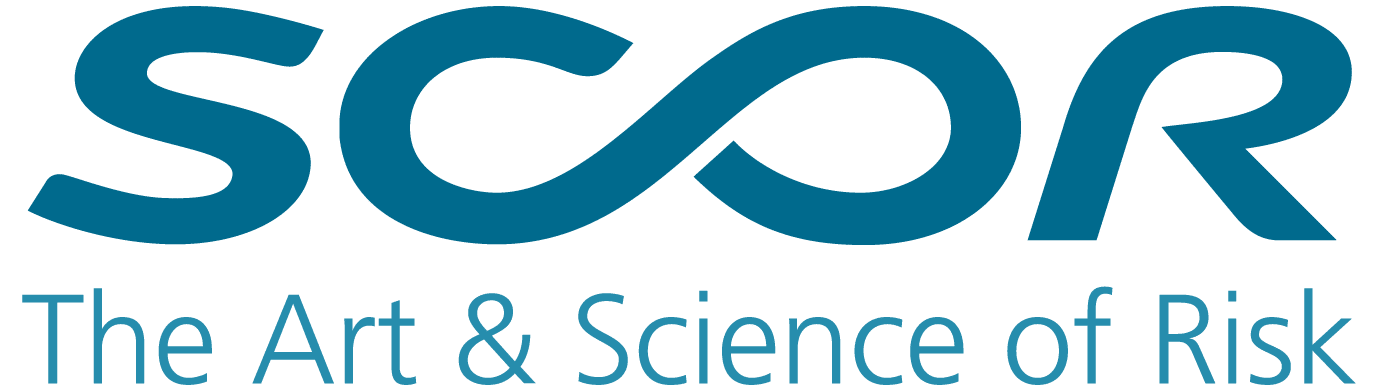 SCOR
The Art & Science of Risk